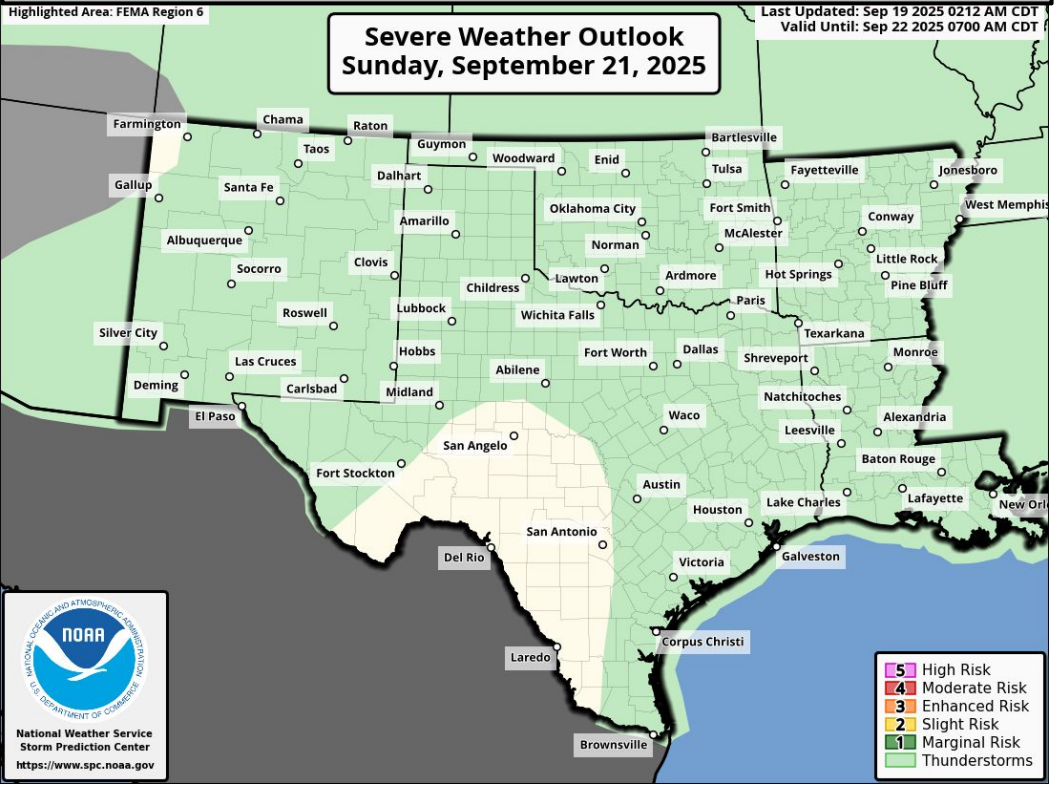 Highlighted Area: FEMA Region 6
Severe Weather Outlook
Sunday, September 21, 2025
Last Updated: Sep 19 2025 0212 AM CDT
Valid Until: Sep 22 2025 0700 AM CDT
Farmington
Chama
Raton
Taos
Guymon
Woodward
Enid
Bartlesville
Tulsa
Fayetteville
Jonesboro
Gallup
Santa Fe
Dalhart
West Memphis
Albuquerque
Amarillo
Oklahoma City
Fort Smith
Conway
Norman
McAlester
Socorro
Clovis
Childress
Lawton
Ardmore
Hot Springs
Little Rock
Pine Bluff
Roswell
Lubbock
Wichita Falls
Paris
Texarkana
Silver City
Las Cruces
Hobbs
Fort Worth
Dallas
Shreveport
Monroe
Deming
Carlsbad
Midland
Abilene
Natchitoches
El Paso
Waco
Alexandria
San Angelo
Leesville
Fort Stockton
Baton Rouge
Austin
Houston
Lake Charles
Lafayette
New Orle
San Antonio
Del Rio
Galveston
Victoria
Corpus Christi
Laredo
Brownsville
NATIONAL OCEANIC AND ATMOSPHERIC ADMINISTRATION
NOAA
U.S. DEPARTMENT OF COMMERCE
National Weather Service
Storm Prediction Center
https://www.spc.noaa.gov
5 High Risk
4 Moderate Risk
3 Enhanced Risk
2 Slight Risk
1 Marginal Risk
Thunderstorms